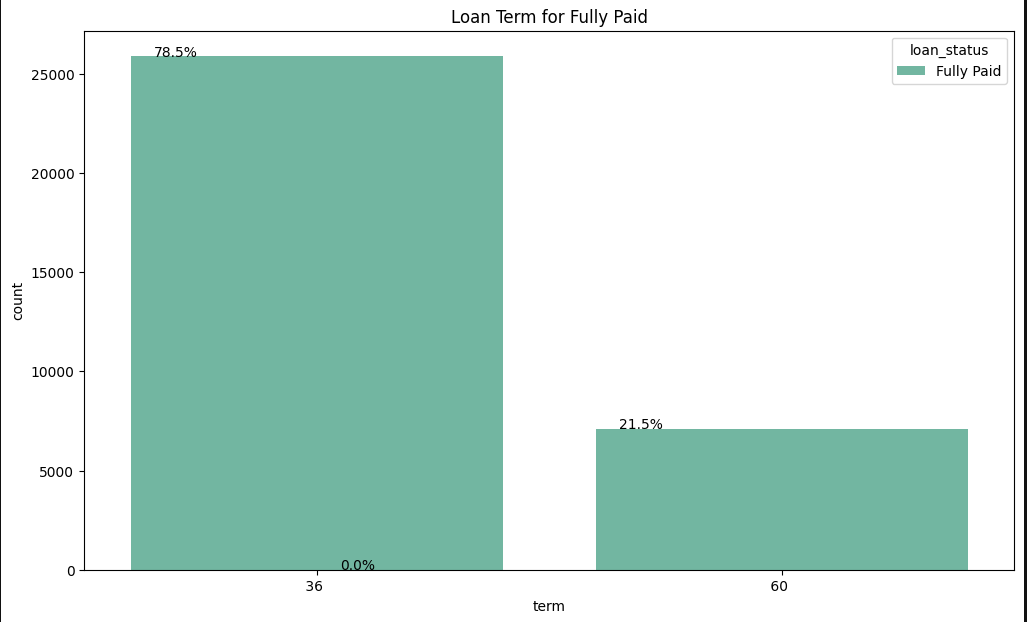 Loan Term for Fully Paid
loan_status
Fully Paid
78.5%
21.5%
0.0%
25000
20000
15000
10000
5000
0
count
36
60
term